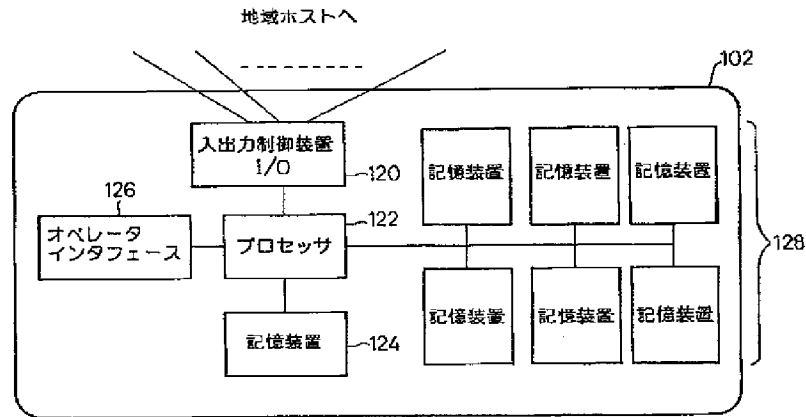 地域ホストへ
102
入出力制御装置
I/O
120
記憶装置
記憶装置
記憶装置
126
122
オペレータ
インタフェース
プロセッサ
128
記憶装置
124
記憶装置
記憶装置
記憶装置